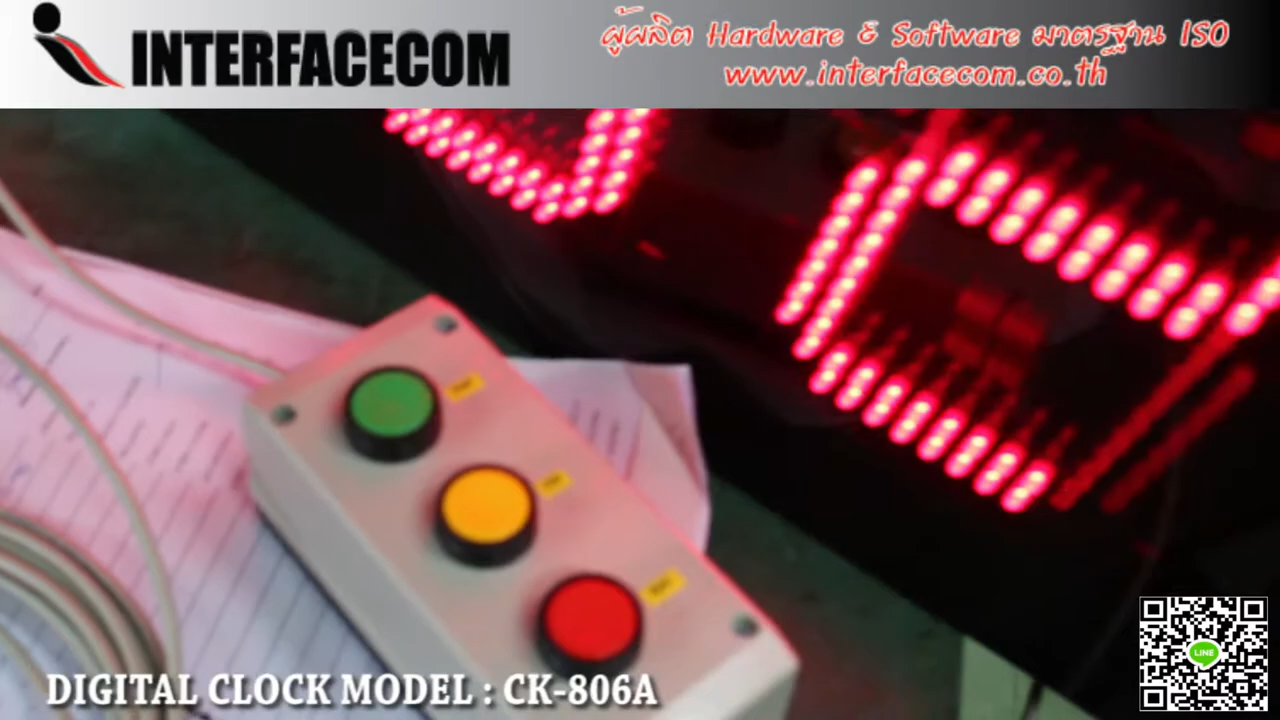 INTERFACECOM
ผู้ผลิต Hardware & Software มาตรฐาน ISO
www.interfacecom.co.th
DIGITAL CLOCK MODEL : CK-806A
LINE